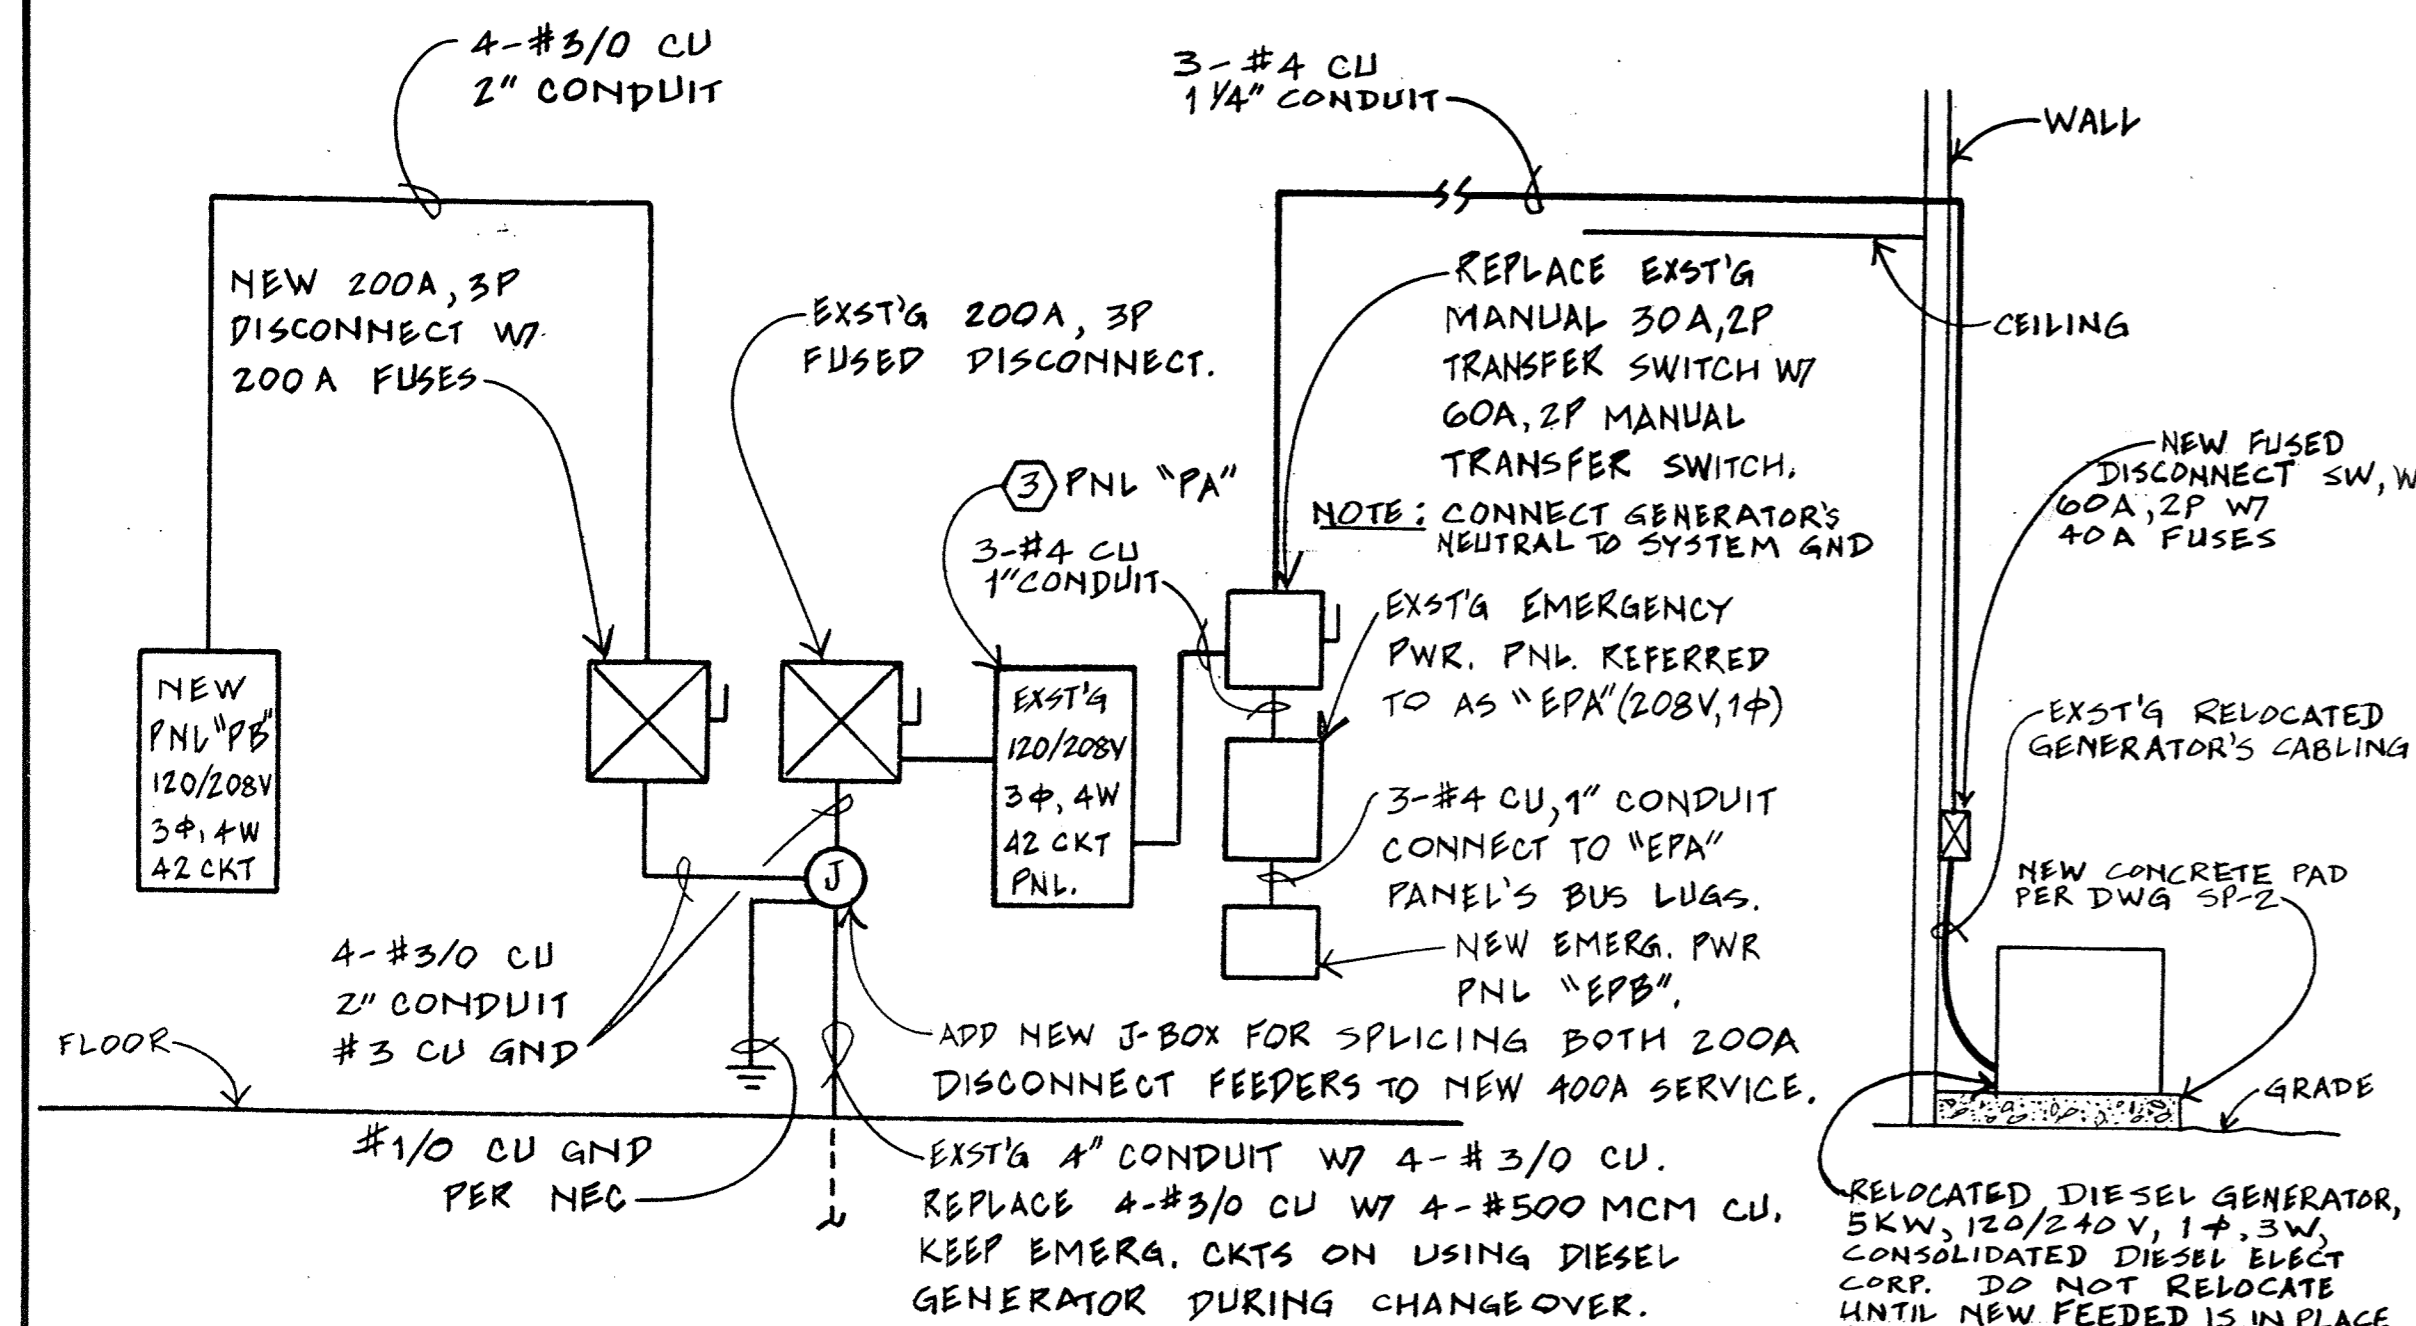 4-#3/0 CU
2" CONDUIT
3-#4 CU
1 1/4" CONDUIT
WALL
NEW 200A, 3P
DISCONNECT W/
200A FUSES
EXST'G 200A, 3P
FUSED DISCONNECT.
REPLACE EXST'G
MANUAL 30A,2P
TRANSFER SWITCH W/
60A,2P MANUAL
TRANSFER SWITCH.
NOTE: CONNECT GENERATOR'S
NEUTRAL TO SYSTEM GND
CEILING
NEW FUSED
DISCONNECT SW, W
60A,2P W/
40A FUSES
3 PNL "PA"
3-#4 CU
1" CONDUIT
EXST'G EMERGENCY
PWR. PNL. REFERRED
TO AS "EPA" (208V,1φ)
NEW
PNL "PB"
120/208V
3φ, 4W
42 CKT
EXST'G
120/208V
3φ, 4W
42 CKT
PNL.
EXST'G RELOCATED
GENERATOR'S CABLING
3-#4 CU, 1" CONDUIT
CONNECT TO "EPA"
PANEL'S BUS LUGS.
NEW CONCRETE PAD
PER DWG SP-2
J
NEW EMERG. PWR
PNL "EPB".
4-#3/0 CU
2" CONDUIT
#3 CU GND
FLOOR
ADD NEW J-BOX FOR SPLICING BOTH 200A
DISCONNECT FEEDERS TO NEW 400A SERVICE.
GRADE
#1/0 CU GND
PER NEC
EXST'G 4" CONDUIT W/ 4-#3/0 CU.
REPLACE 4-#3/0 CU W/ 4-#500 MCM CU.
KEEP EMERG. CKTS ON USING DIESEL
GENERATOR DURING CHANGEOVER.
RELOCATED DIESEL GENERATOR,
5KW, 120/240V, 1φ, 3W,
CONSOLIDATED DIESEL ELECT
CORP. DO NOT RELOCATE
UNTIL NEW FEEDED IS IN PLACE